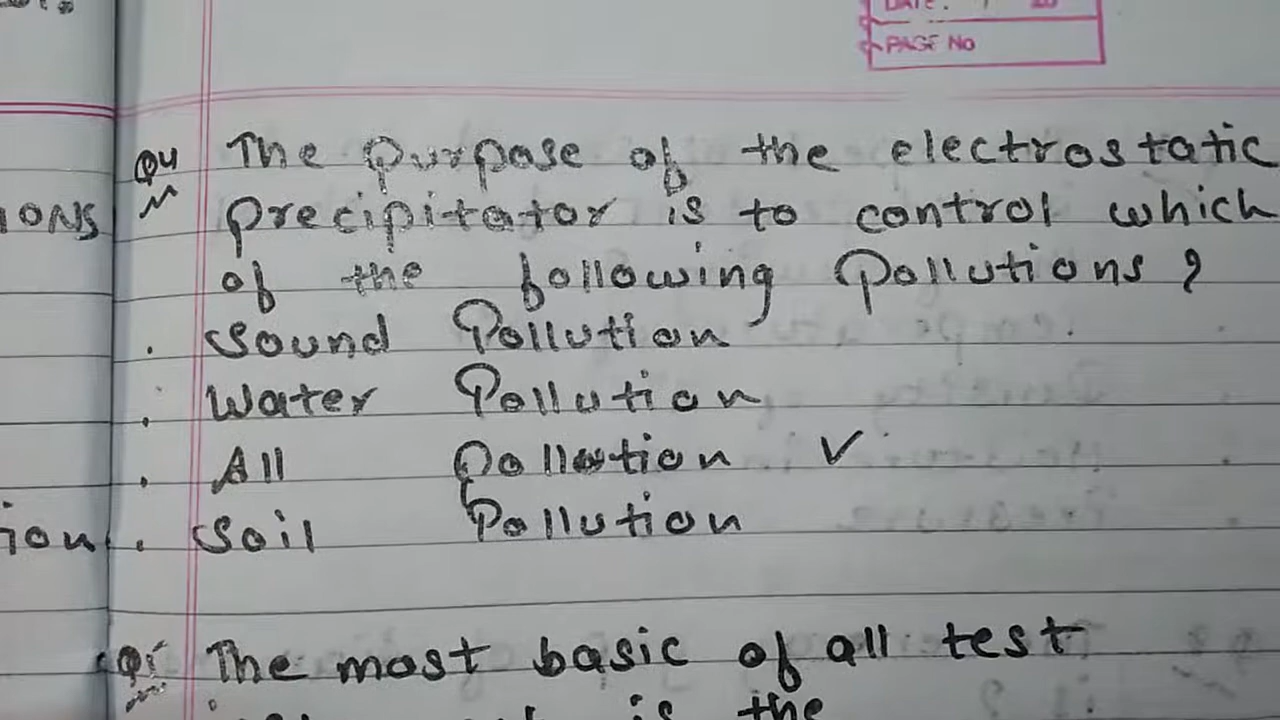 DATE:
PAGE No
Q4 The purpose of the electrostatic
IONS precipitator is to control which
of the following Pollutions ?
. Sound Pollution
. Water Pollution
. All Pollution ✓
ion . Soil Pollution
The most basic of all test
is the